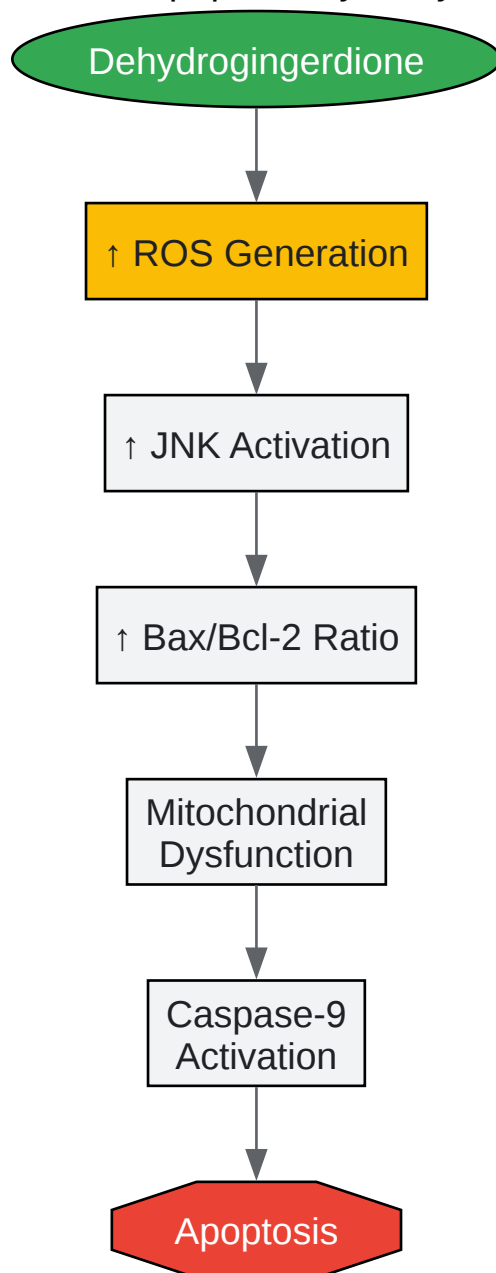 Dehydrogingerdione
↑ ROS Generation
↑ JNK Activation
↑ Bax/Bcl-2 Ratio
Mitochondrial
Dysfunction
Caspase-9
Activation
Apoptosis